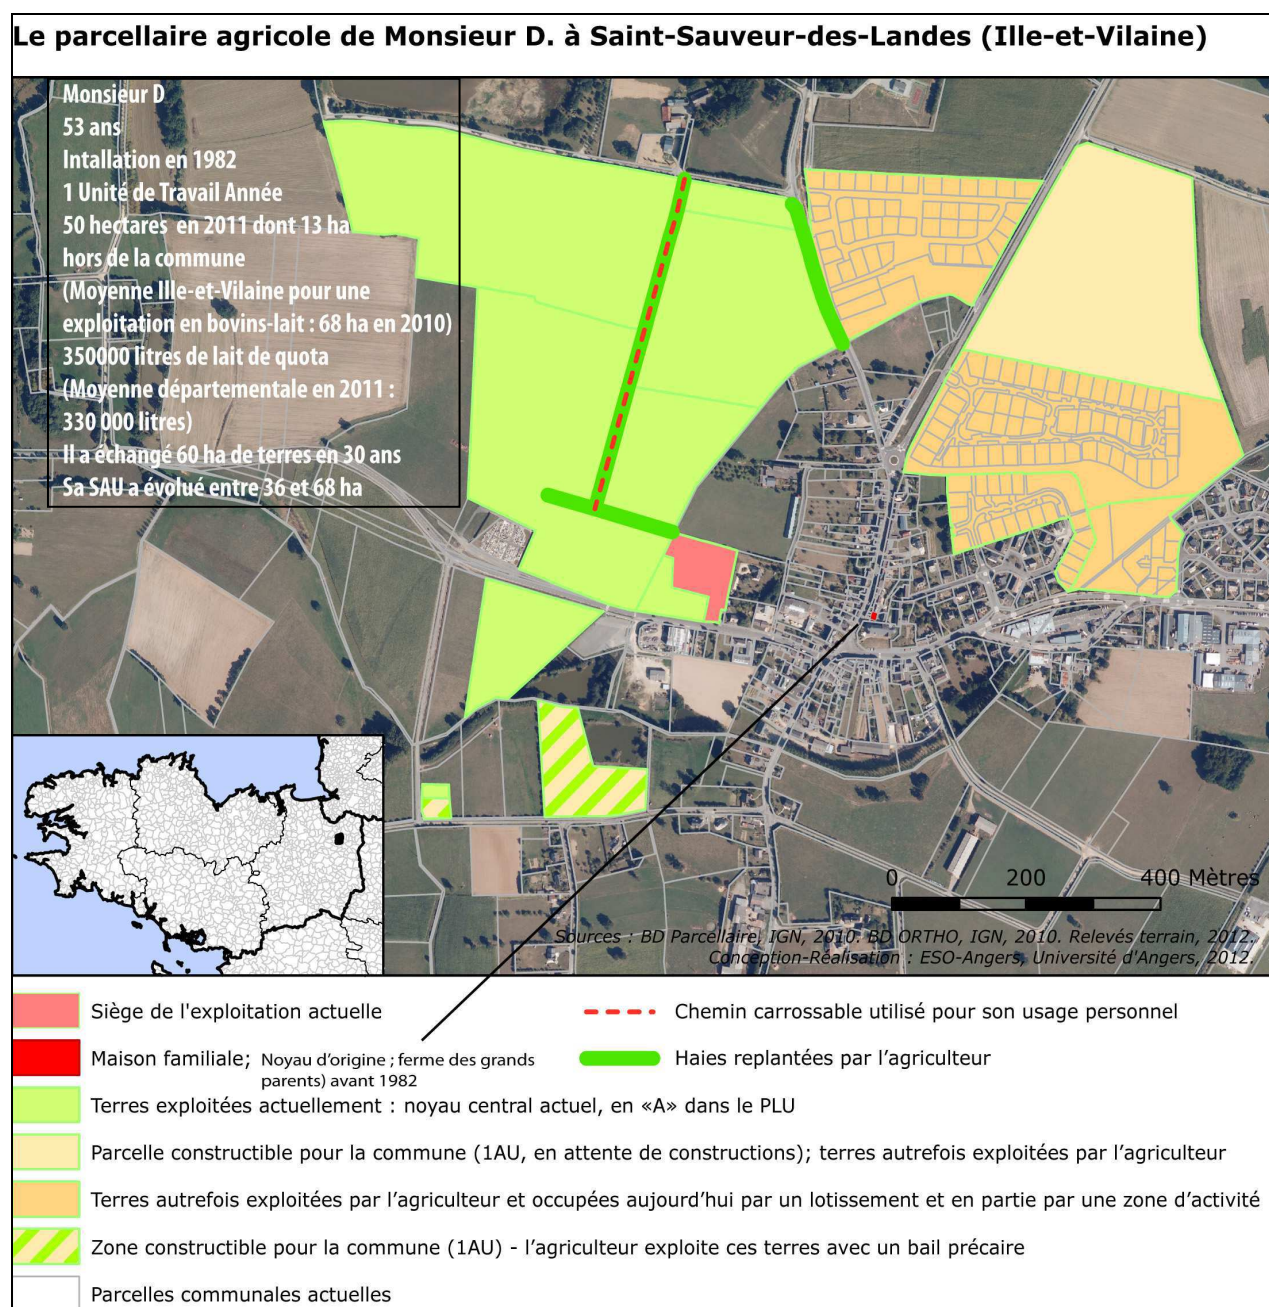 Le parcellaire agricole de Monsieur D. à Saint-Sauveur-des-Landes (Ille-et-Vilaine)
Monsieur D
53 ans
Intallation en 1982
1 Unité de Travail Année
50 hectares en 2011 dont 13 ha
hors de la commune
(Moyenne Ille-et-Vilaine pour une
exploitation en bovins-lait : 68 ha en 2010)
350000 litres de lait de quota
(Moyenne départementale en 2011 :
330 000 litres)
Il a échangé 60 ha de terres en 30 ans
Sa SAU a évolué entre 36 et 68 ha
0 200 400 Mètres
Sources : BD Parcellaire, IGN, 2010. BD ORTHO, IGN, 2010. Relevés terrain, 2012.
Conception-Réalisation : ESO-Angers, Université d'Angers, 2012.
Siège de l'exploitation actuelle
Chemin carrossable utilisé pour son usage personnel
Maison familiale; Noyau d'origine ; ferme des grands
parents) avant 1982
Haies replantées par l'agriculteur
Terres exploitées actuellement : noyau central actuel, en «A» dans le PLU
Parcelle constructible pour la commune (1AU, en attente de constructions); terres autrefois exploitées par l'agriculteur
Terres autrefois exploitées par l'agriculteur et occupées aujourd'hui par un lotissement et en partie par une zone d'activité
Zone constructible pour la commune (1AU) - l'agriculteur exploite ces terres avec un bail précaire
Parcelles communales actuelles